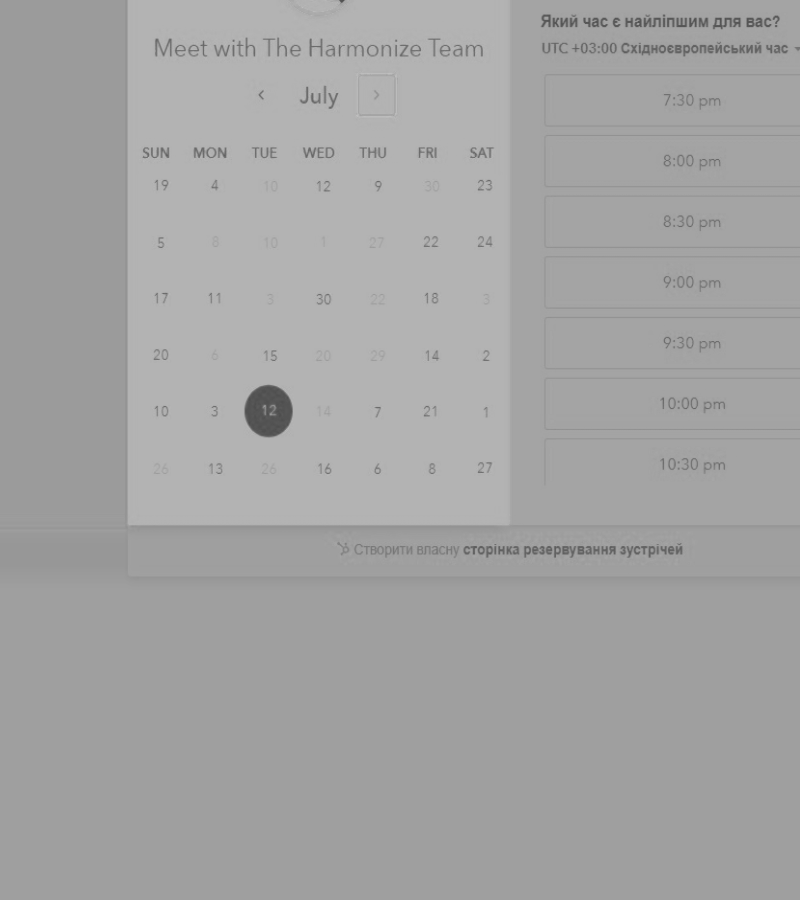 Meet with The Harmonize Team
July
SUN MON TUE WED THU FRI SAT
19 4 10 12 9 30 23
5 8 10 1 27 22 24
17 11 3 30 22 18 3
20 6 15 20 29 14 2
10 3 12 14 7 21 1
26 13 26 16 6 8 27
Який час є найліпшим для вас?
UTC +03:00 Східноєвропейський час
7:30 pm
8:00 pm
8:30 pm
9:00 pm
9:30 pm
10:00 pm
10:30 pm
Створити власну сторінка резервування зустрічей